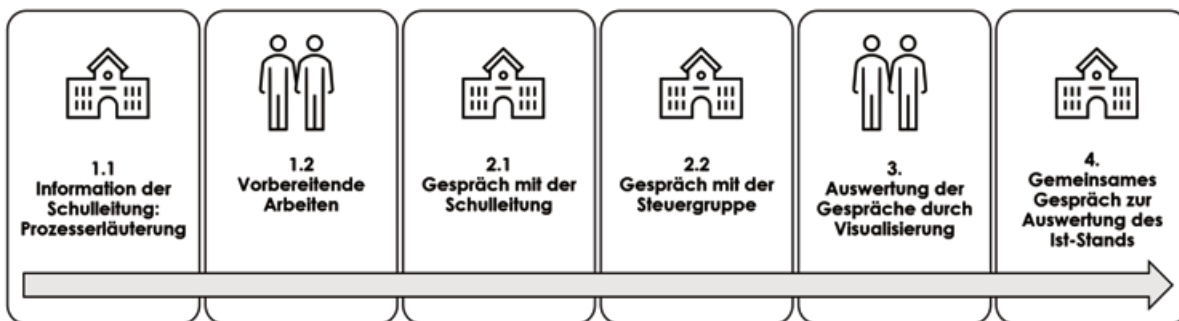 1.1
Information der
Schulleitung:
Prozesserläuterung
1.2
Vorbereitende
Arbeiten
2.1
Gespräch mit der
Schulleitung
2.2
Gespräch mit der
Steuergruppe
3.
Auswertung der
Gespräche durch
Visualisierung
4.
Gemeinsames
Gespräch zur
Auswertung des
Ist-Stands